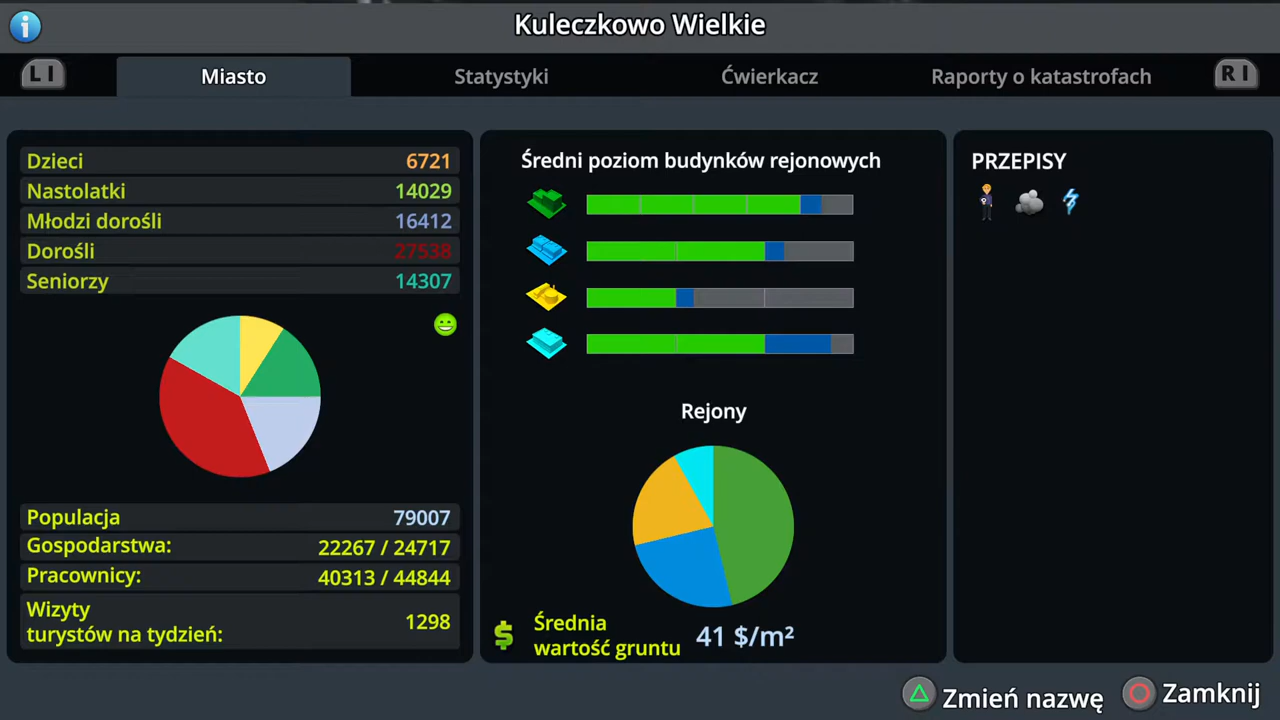 Kuleczkowo Wielkie
L1
Miasto
Statystyki
Ćwierkacz
Raporty o katastrofach
R1
Dzieci 6721
Nastolatki 14029
Młodzi dorośli 16412
Dorośli 27538
Seniorzy 14307
Populacja 79007
Gospodarstwa: 22267 / 24717
Pracownicy: 40313 / 44844
Wizyty
turystów na tydzień: 1298
Średni poziom budynków rejonowych
Rejony
$ Średnia
wartość gruntu 41 $/m²
PRZEPISY
Zmień nazwę
Zamknij